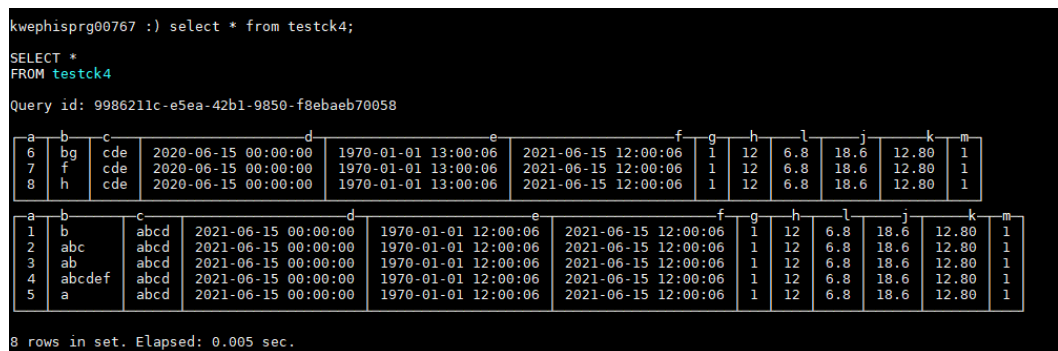 kwephisprg00767 :) select * from testck4;
SELECT *
FROM testck4
Query id: 9986211c-e5ea-42b1-9850-f8ebaeb70058
a b c d e f g h l j k m
6 bg cde 2020-06-15 00:00:00 1970-01-01 13:00:06 2021-06-15 12:00:06 1 12 6.8 18.6 12.80 1
7 f cde 2020-06-15 00:00:00 1970-01-01 13:00:06 2021-06-15 12:00:06 1 12 6.8 18.6 12.80 1
8 h cde 2020-06-15 00:00:00 1970-01-01 13:00:06 2021-06-15 12:00:06 1 12 6.8 18.6 12.80 1
a b c d e f g h l j k m
1 b abcd 2021-06-15 00:00:00 1970-01-01 12:00:06 2021-06-15 12:00:06 1 12 6.8 18.6 12.80 1
2 abc abcd 2021-06-15 00:00:00 1970-01-01 12:00:06 2021-06-15 12:00:06 1 12 6.8 18.6 12.80 1
3 ab abcd 2021-06-15 00:00:00 1970-01-01 12:00:06 2021-06-15 12:00:06 1 12 6.8 18.6 12.80 1
4 abcdef abcd 2021-06-15 00:00:00 1970-01-01 12:00:06 2021-06-15 12:00:06 1 12 6.8 18.6 12.80 1
5 a abcd 2021-06-15 00:00:00 1970-01-01 12:00:06 2021-06-15 12:00:06 1 12 6.8 18.6 12.80 1
8 rows in set. Elapsed: 0.005 sec.